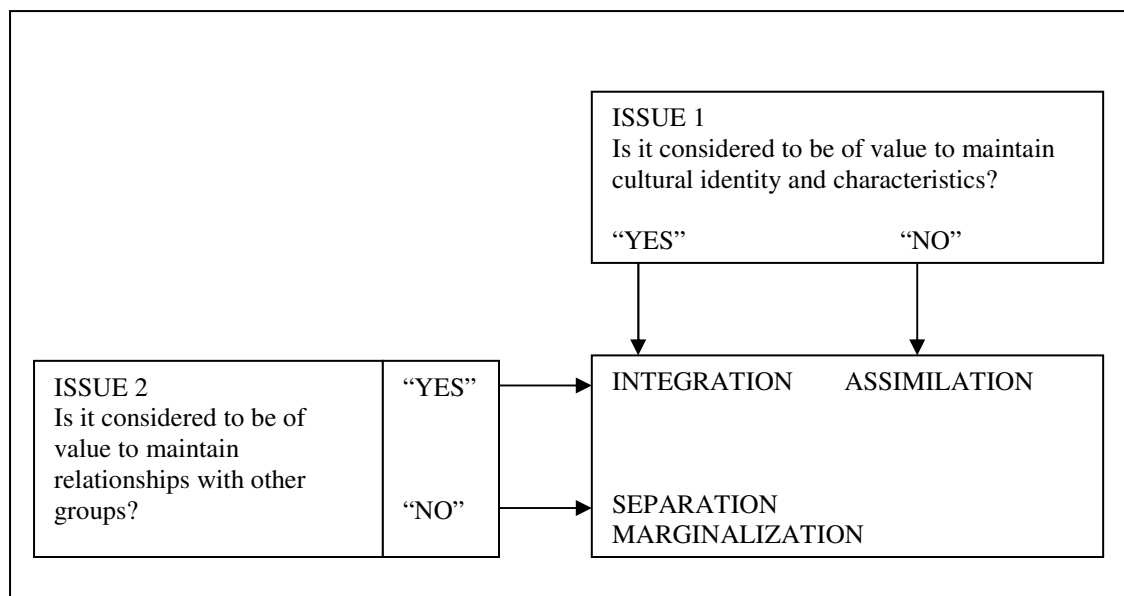 ISSUE 1
Is it considered to be of value to maintain
cultural identity and characteristics?
“YES” “NO”
ISSUE 2
Is it considered to be of
value to maintain
relationships with other
groups?
“YES”
“NO”
INTEGRATION ASSIMILATION
SEPARATION
MARGINALIZATION